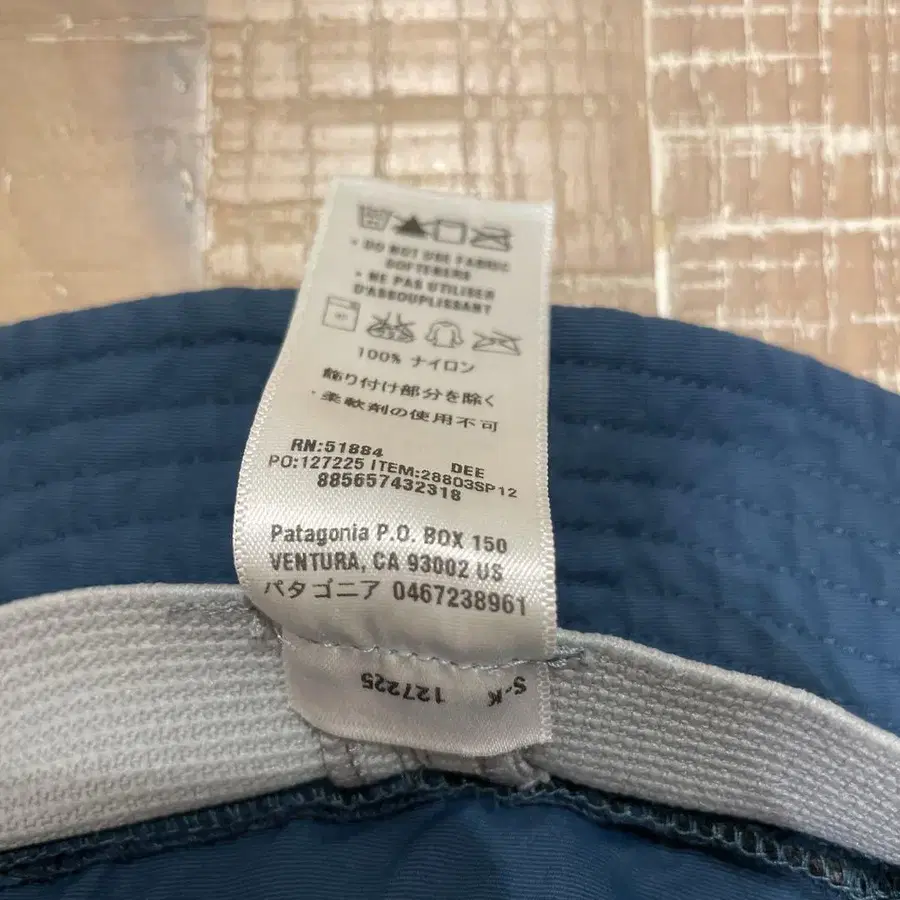 • DO NOT USE FABRIC
SOFTENERS
• NE PAS UTILISER
D'ASSOUPLISSANT
100% ナイロン
飾り付け部分を除く
・柔軟剤の使用不可
RN:51884 DEE
PO:127225 ITEM:28803SP12
885657432318
Patagonia P.O. BOX 150
VENTURA, CA 93002 US
パタゴニア 0467238961
S-K 127225